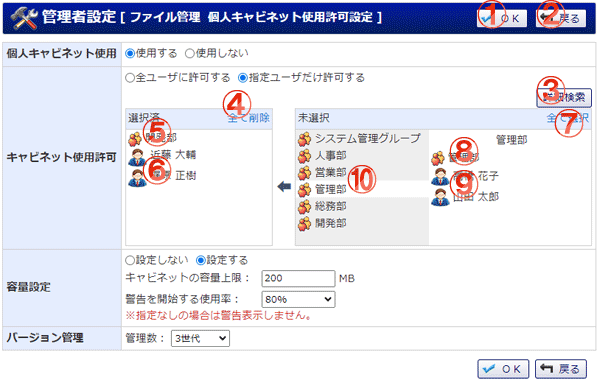 管理者設定 [ ファイル管理 個人キャビネット使用許可設定 ]
① OK ② 戻る
個人キャビネット使用 使用する 使用しない
キャビネット使用許可 全ユーザに許可する 指定ユーザだけ許可する
③ 詳細検索
④ ⑦
選択済 全て削除
未選択 全て選択
⑤ 開発部
近藤 大輔
⑥ 正樹
システム管理グループ
人事部
営業部
管理部 ⑩
総務部
開発部
管理部
⑧ 管理部
⑨ 花子
山田 太郎
容量設定 設定しない 設定する
キャビネットの容量上限： 200 MB
警告を開始する使用率： 80%
※指定なしの場合は警告表示しません。
バージョン管理 管理数： 3世代
OK 戻る